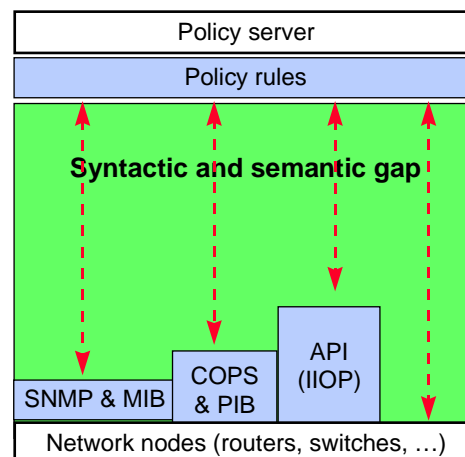 Policy server
Policy rules
Syntactic and semantic gap
SNMP & MIB
COPS
& PIB
API
(IIOP)
Network nodes (routers, switches, …)